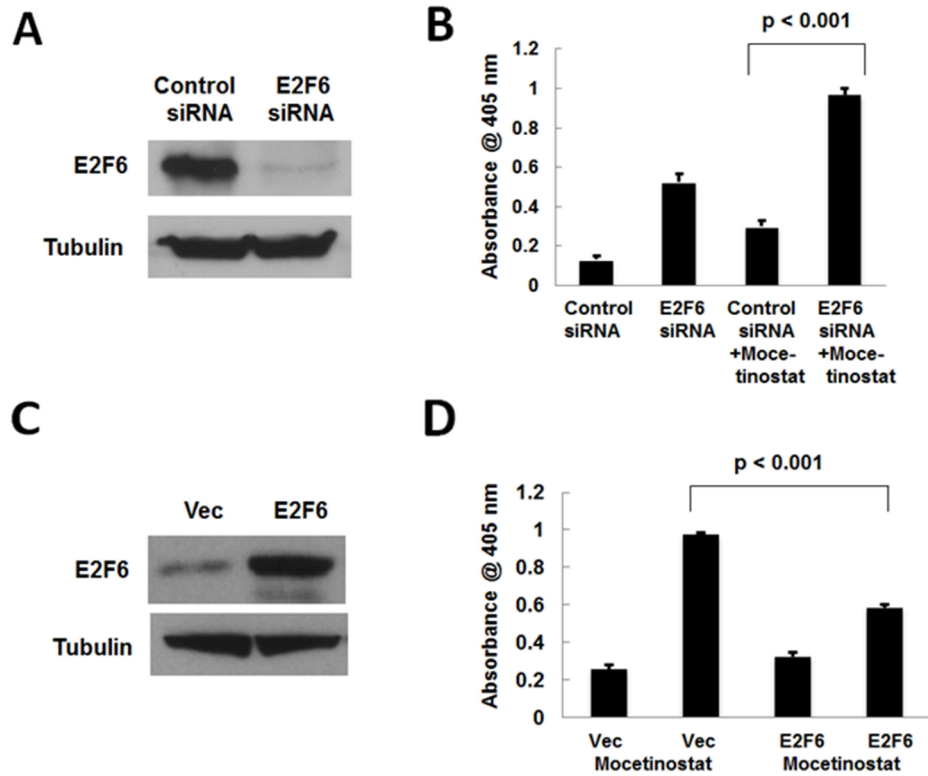 A
Control
siRNA
E2F6
siRNA
E2F6
Tubulin
B
p < 0.001
Absorbance @ 405 nm
1.2
1
0.8
0.6
0.4
0.2
0
Control
siRNA
E2F6
siRNA
Control
siRNA
+Moce-
tinostat
E2F6
siRNA
+Moce-
tinostat
C
Vec
E2F6
E2F6
Tubulin
D
p < 0.001
Absorbance @ 405 nm
1.2
1
0.8
0.6
0.4
0.2
0
Vec Vec E2F6 E2F6
Mocetinostat Mocetinostat